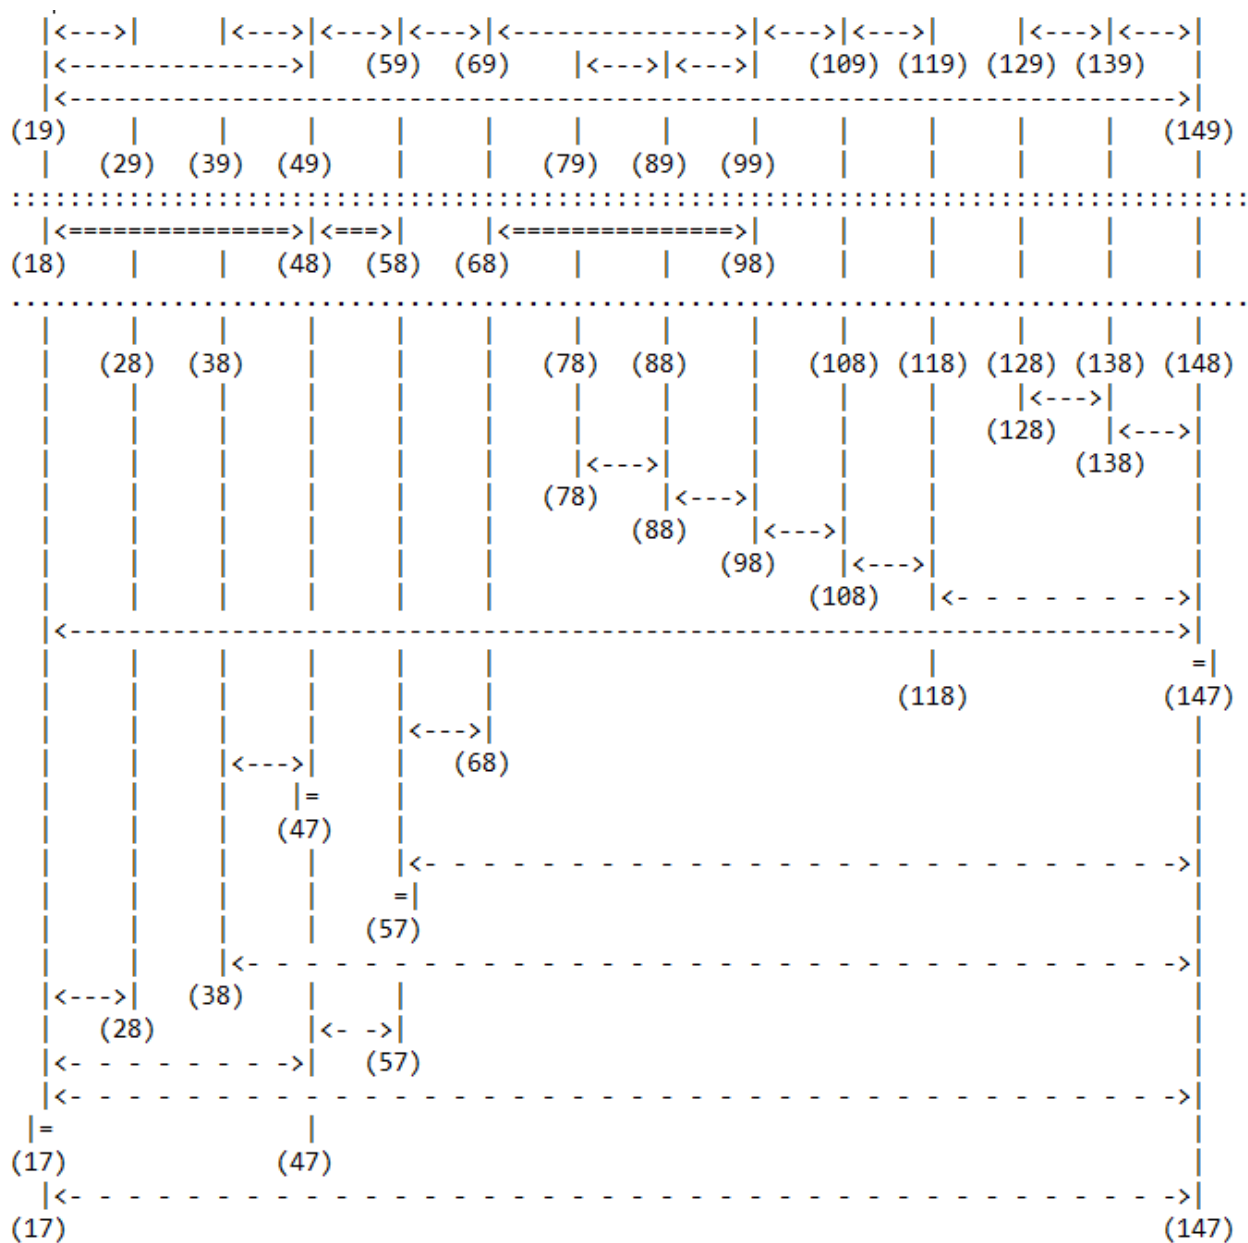 |<--->|     |<--->|<--->|<--->|<--------------->|<--->|<--->|     |<--->|<--->|
  |<--------------->|   (59)  (69)    |<--->|<--->|   (109) (119) (129) (139)   |
  |<--------------------------------------------------------------------------->|
(19)    |     |     |     |     |     |     |     |     |     |     |     |   (149)
  |   (29)  (39)  (49)    |     |   (79)  (89)  (99)    |     |     |     |     |
::::::::::::::::::::::::::::::::::::::::::::::::::::::::::::::::::::::::::::::::::::
  |<===============>|<===>|     |<===============>|     |     |     |     |     |
(18)    |     |   (48)  (58)  (68)    |     |   (98)    |     |     |     |     |
....................................................................................
  |     |     |     |     |     |     |     |     |     |     |     |     |     |
  |   (28)  (38)    |     |     |   (78)  (88)    |   (108) (118) (128) (138) (148)
  |     |     |     |     |     |     |     |     |     |     |     |<--->|     |
  |     |     |     |     |     |     |     |     |     |     |   (128)  |<--->|
  |     |     |     |     |     |     |<--->|     |     |     |         (138)   |
  |     |     |     |     |     |   (78)    |<--->|     |     |                 |
  |     |     |     |     |     |         (88)    |<--->|     |                 |
  |     |     |     |     |     |               (98)    |<--->|                 |
  |     |     |     |     |     |                     (108)   |<- - - - - - - ->|
  |<--------------------------------------------------------------------------->|
  |     |     |     |     |     |                             |                 =|
  |     |     |     |     |     |                           (118)             (147)
  |     |     |     |     |<--->|                                               |
  |     |     |<--->|     |   (68)                                              |
  |     |     |    |=     |                                                     |
  |     |     |   (47)    |                                                     |
  |     |     |     |     |<- - - - - - - - - - - - - - - - - - - - - - - - - ->|
  |     |     |     |     =|                                                    |
  |     |     |     |   (57)                                                    |
  |     |     |<- - - - - - - - - - - - - - - - - - - - - - - - - - - - - - - ->|
  |<--->|   (38)    |     |                                                     |
  |   (28)          |<- ->|                                                     |
  |<- - - - - - - ->|   (57)                                                    |
  |<- - - - - - - - - - - - - - - - - - - - - - - - - - - - - - - - - - - - - ->|
 |=                 |                                                           |
(17)              (47)                                                          |
  |<- - - - - - - - - - - - - - - - - - - - - - - - - - - - - - - - - - - - - ->|
(17)                                                                          (147)